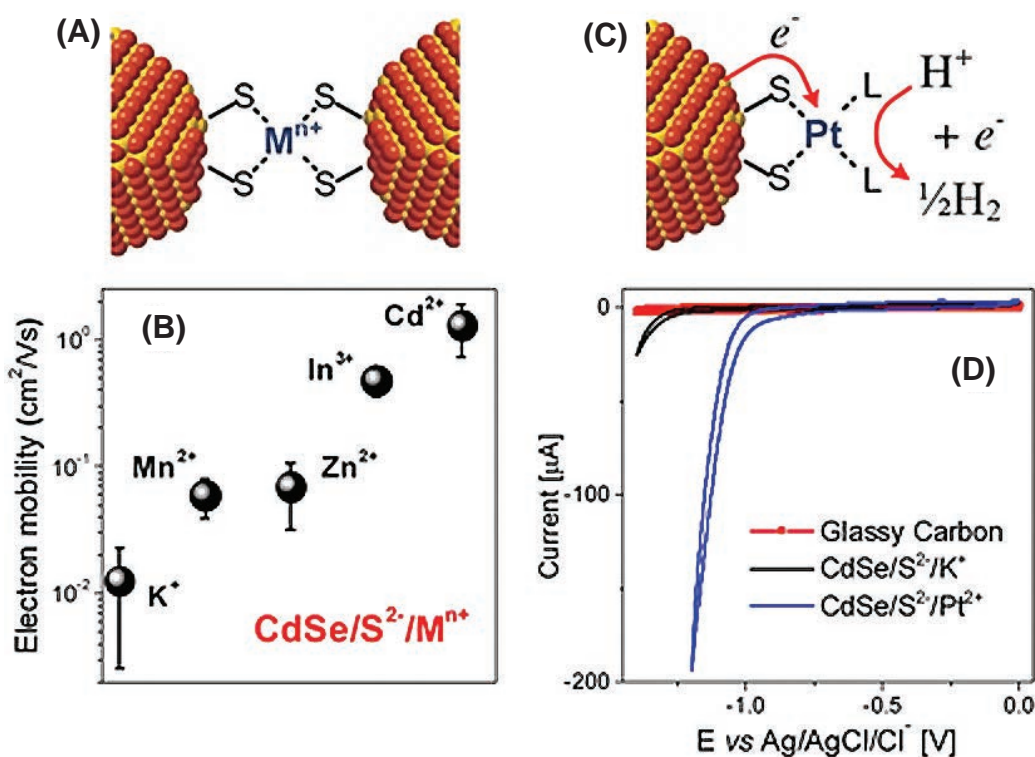 (A)
S
S
Mⁿ⁺
S
S
(C)
e⁻
S
L
H⁺
Pt
+ e⁻
S
L
½H₂
(B)
Electron mobility (cm²/Vs)
10⁰
10⁻¹
10⁻²
Cd²⁺
In³⁺
Mn²⁺
Zn²⁺
K⁺
CdSe/S²⁻/Mⁿ⁺
(D)
Current [μA]
0
-100
-200
Glassy Carbon
CdSe/S²⁻/K⁺
CdSe/S²⁻/Pt²⁺
-1.0
-0.5
0.0
E vs Ag/AgCl/Cl⁻ [V]